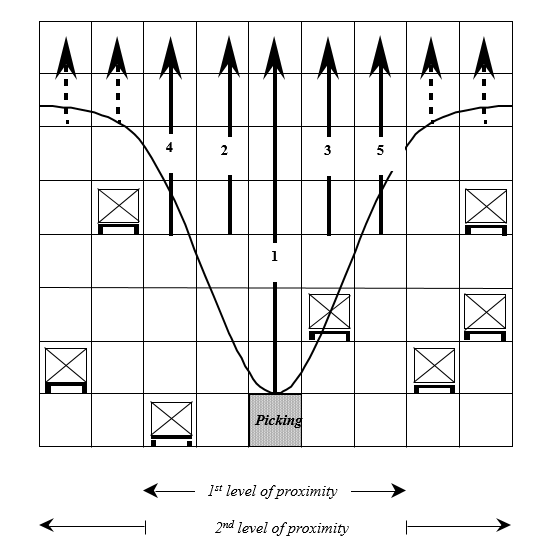 4 2 3 5
1
Picking
1st level of proximity
2nd level of proximity